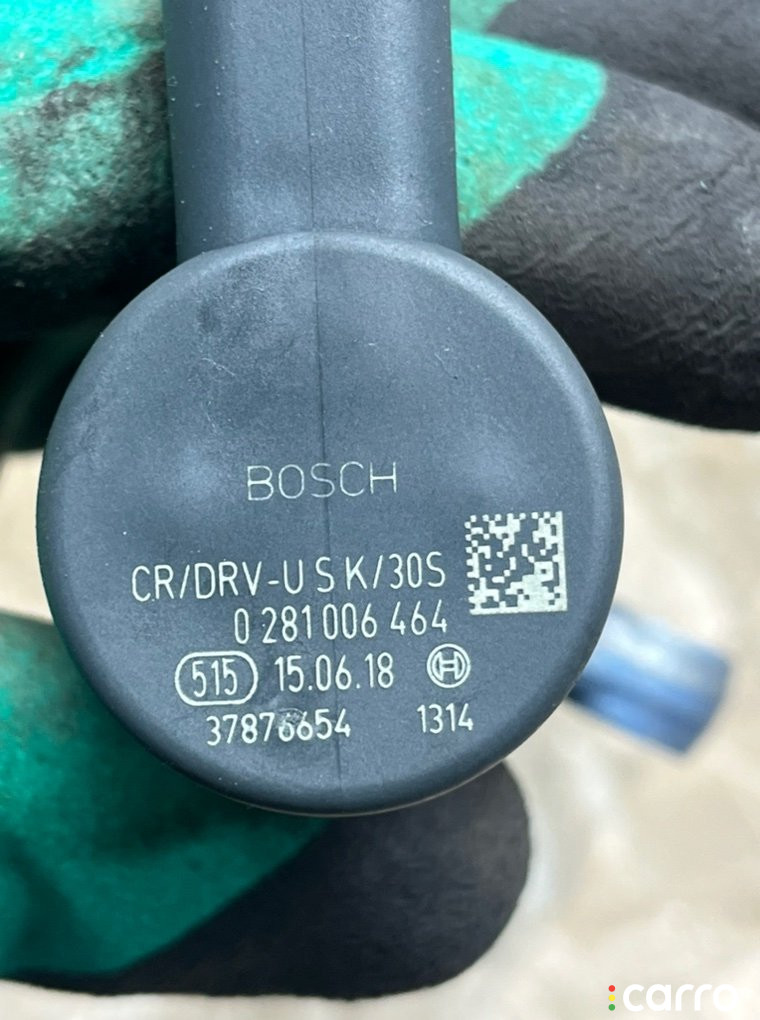 BOSCH
CR/DRV-U S K/30S
0 281 006 464
515 15.06.18
37876654 1314
carro